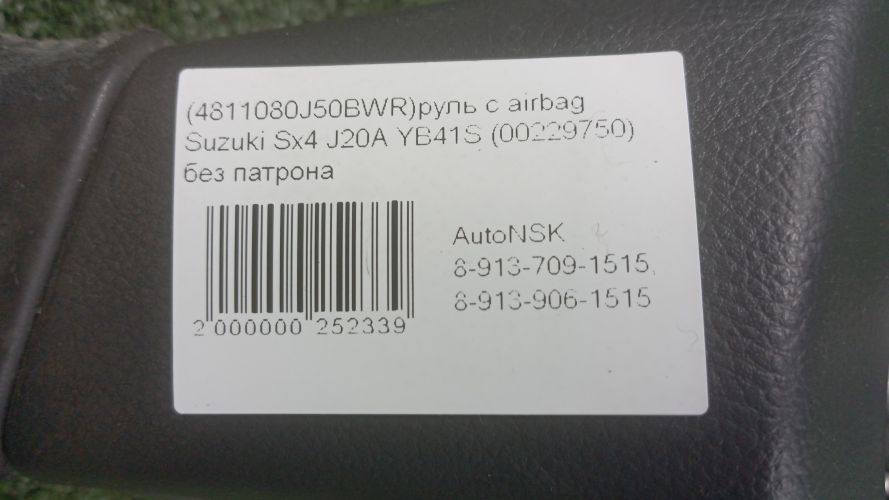 (4811080J50BWR)руль с airbag
Suzuki Sx4 J20A YB41S (00229750)
без патрона
AutoNSK
8-913-709-1515,
8-913-906-1515
2 000000 252339